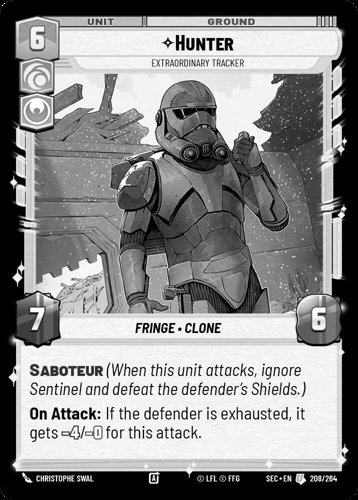 UNIT
GROUND
6
✧HUNTER
EXTRAORDINARY TRACKER
7
FRINGE • CLONE
6
SABOTEUR (When this unit attacks, ignore
Sentinel and defeat the defender's Shields.)
On Attack: If the defender is exhausted, it
gets -4/-0 for this attack.
CHRISTOPHE SWAL
A
© LFL © FFG
SEC • EN
208/264